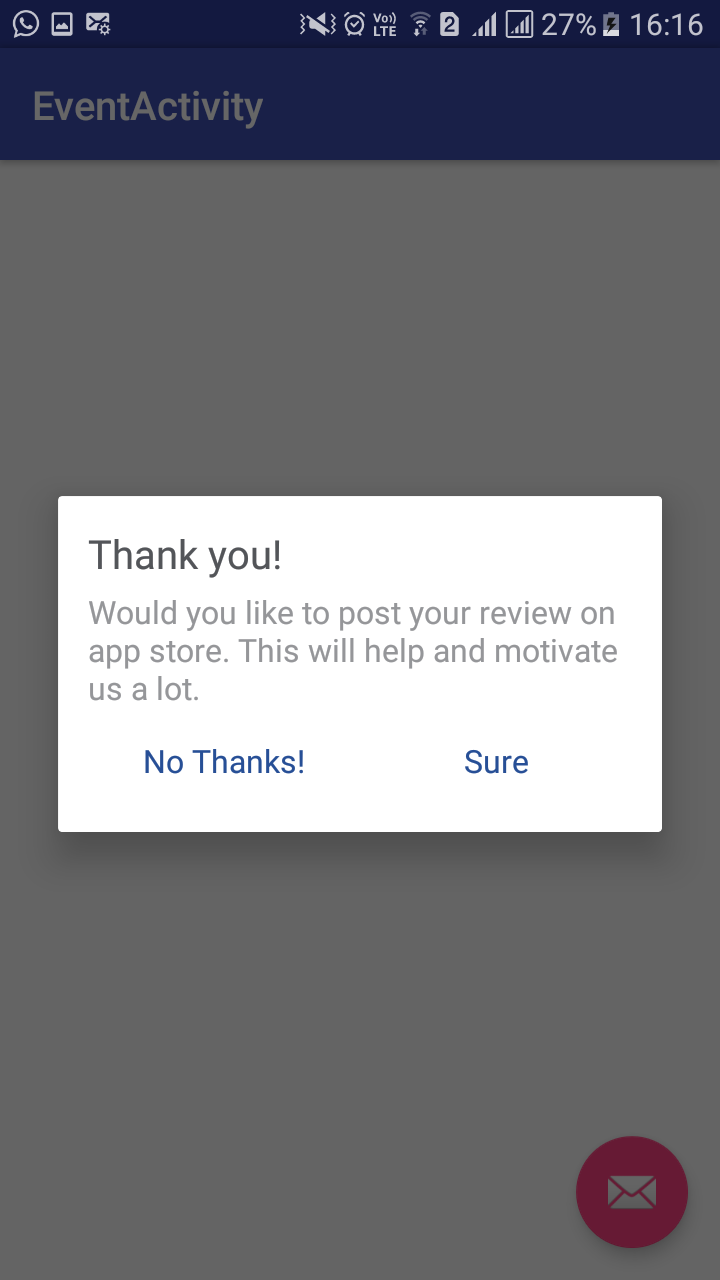 Vo)) LTE 2 27% 16:16
EventActivity
Thank you!
Would you like to post your review on
app store. This will help and motivate
us a lot.
No Thanks! Sure